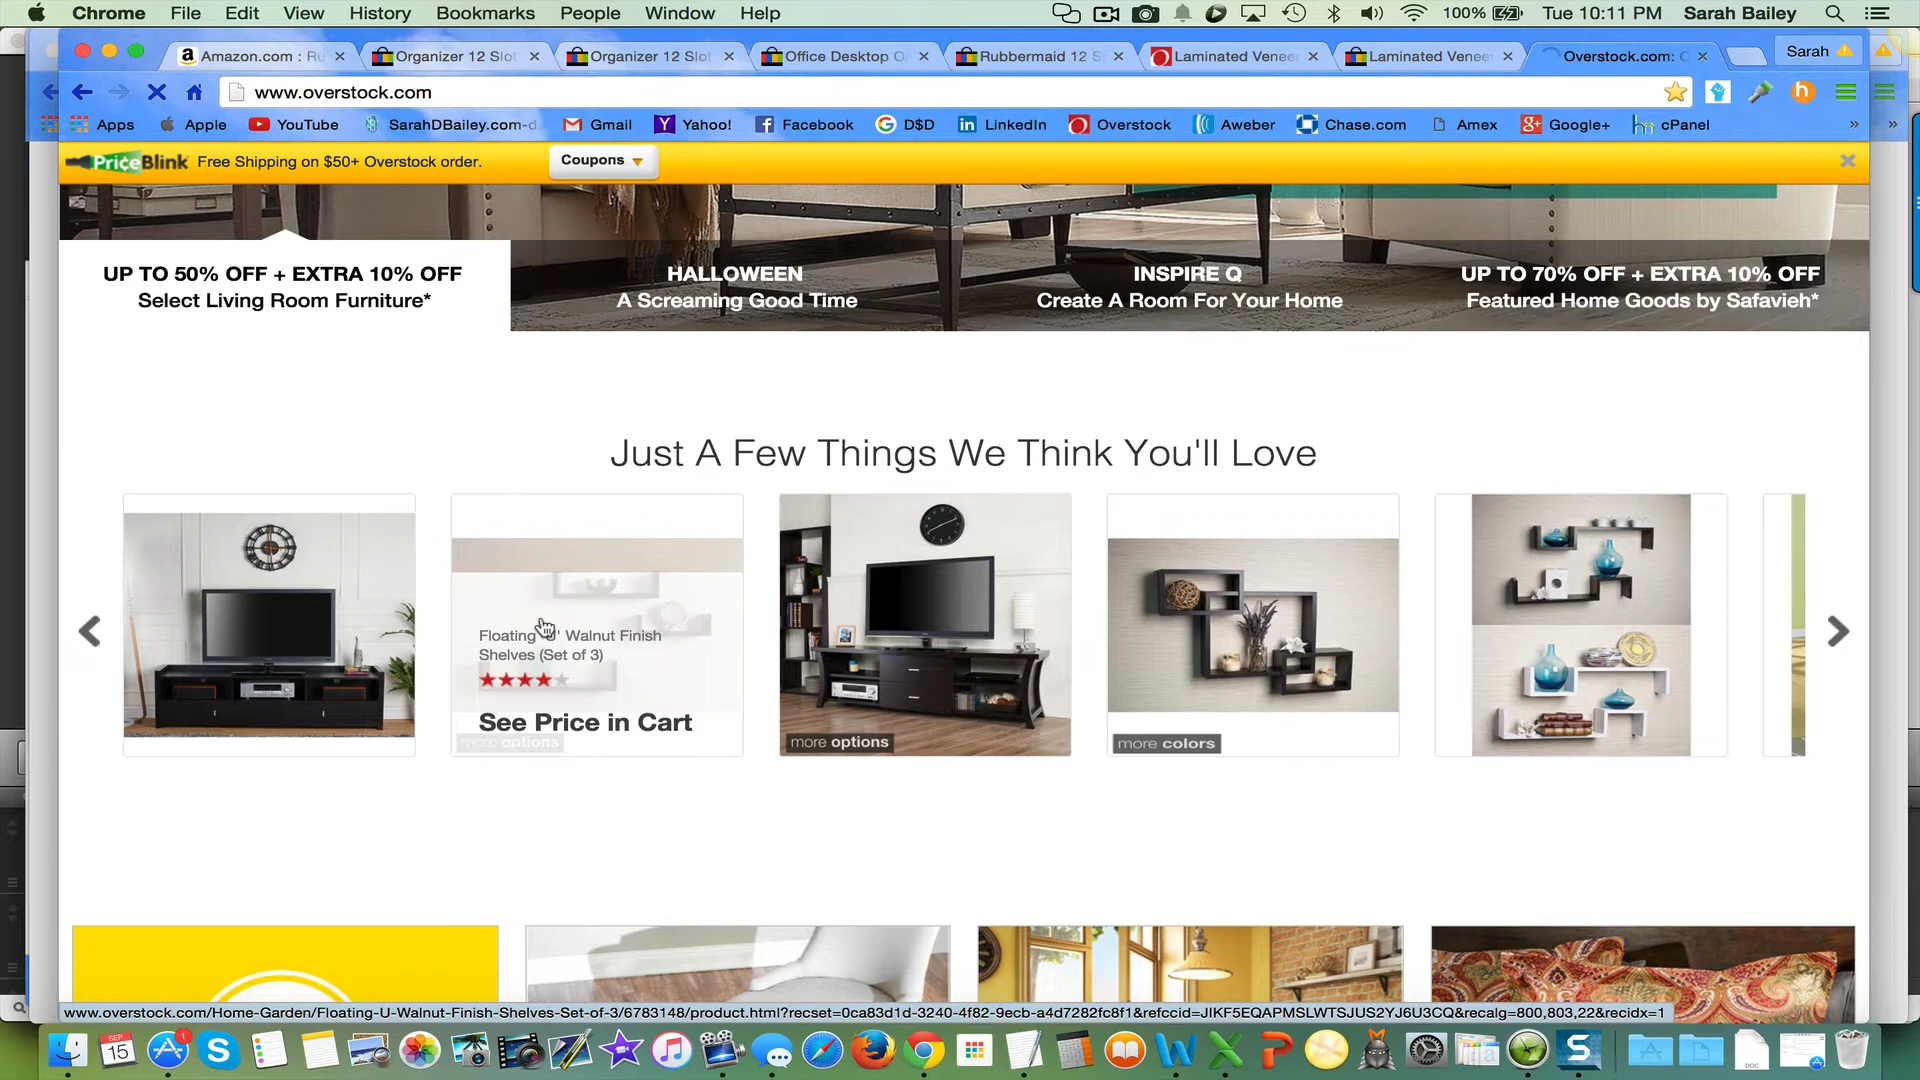 Chrome File Edit View History Bookmarks People Window Help 100% Tue 10:11 PM Sarah Bailey
Amazon.com : Ru Organizer 12 Slot Organizer 12 Slot Office Desktop O Rubbermaid 12 S Laminated Venee Laminated Venee Overstock.com: Sarah
www.overstock.com
Apps Apple YouTube SarahDBailey.com-d Gmail Yahoo! Facebook D$D LinkedIn Overstock Aweber Chase.com Amex Google+ cPanel » »
PriceBlink Free Shipping on $50+ Overstock order. Coupons
UP TO 50% OFF + EXTRA 10% OFF HALLOWEEN INSPIRE Q UP TO 70% OFF + EXTRA 10% OFF
Select Living Room Furniture* A Screaming Good Time Create A Room For Your Home Featured Home Goods by Safavieh*
Just A Few Things We Think You'll Love
Floating Walnut Finish
Shelves (Set of 3)
See Price in Cart
more options more options more colors
www.overstock.com/Home-Garden/Floating-U-Walnut-Finish-Shelves-Set-of-3/6783148/product.html?recset=0ca83d1d-3240-4f82-9ecb-a4d7282fc8f1&refccid=JIKF5EQAPMSLWTSJUS2YJ6U3CQ&recalg=800,803,22&recidx=1
SEP
15
1
DOC